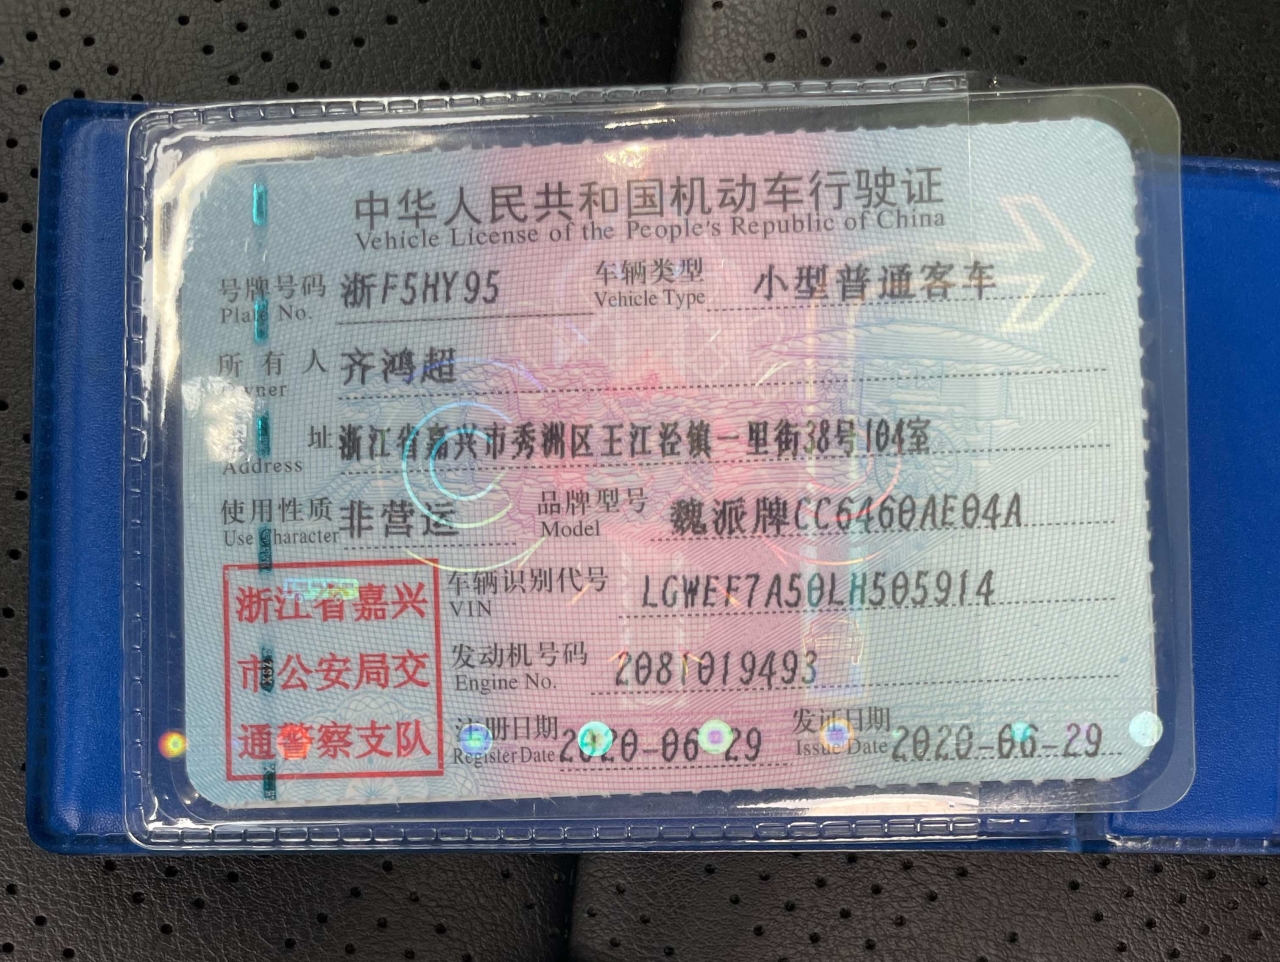 中华人民共和国机动车行驶证
Vehicle License of the People's Republic of China
号牌号码 浙F5HY95 车辆类型 小型普通客车
Plate No. Vehicle Type
所有人 齐鸿超
址 浙江省嘉兴市秀洲区王江泾镇一里街38号104室
Address
使用性质 非营运 品牌型号 魏派牌CC6460AE04A
Use Character Model
车辆识别代号 LGWEF7A50LH505914
VIN
发动机号码 2081019493
Engine No.
注册日期 2020-06-29 发证日期 2020-06-29
Register Date Issue Date
浙江省嘉兴
市公安局交
通警察支队